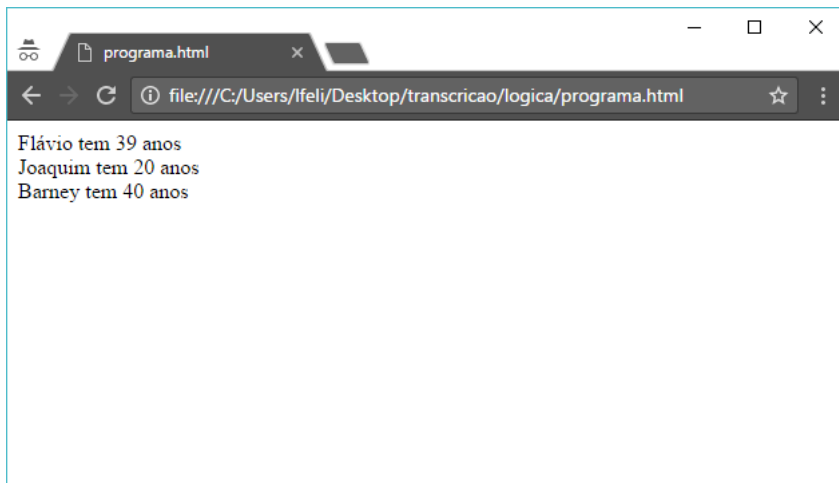 programa.html
file:///C:/Users/lfeli/Desktop/transcricao/logica/programa.html
Flávio tem 39 anos
Joaquim tem 20 anos
Barney tem 40 anos